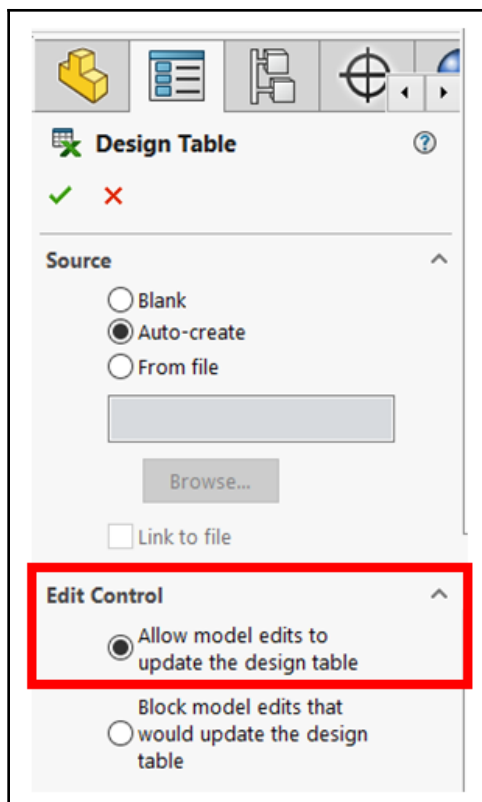 Design Table
Source
Blank
Auto-create
From file
Browse...
Link to file
Edit Control
Allow model edits to
update the design table
Block model edits that
would update the design
table